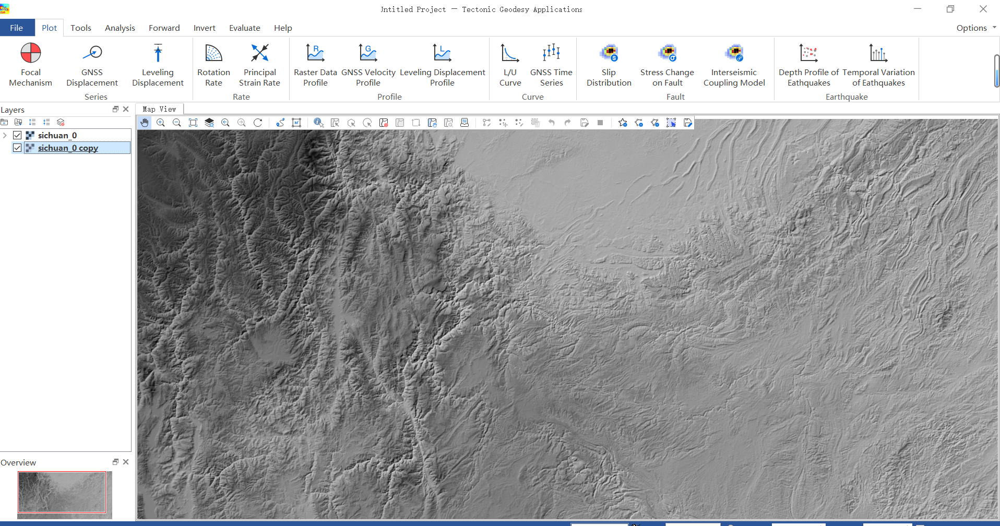 Untitled Project — Tectonic Geodesy Applications
File Plot Tools Analysis Forward Invert Evaluate Help Options
Focal Mechanism
GNSS Displacement
Leveling Displacement
Series
Rotation Rate
Principal Strain Rate
Rate
Raster Data Profile
GNSS Velocity Profile
Leveling Displacement Profile
Profile
L/U Curve
GNSS Time Series
Curve
Slip Distribution
Stress Change on Fault
Interseismic Coupling Model
Fault
Depth Profile of Eathquakes
Temporal Variation of Eathquakes
Earthquake
Layers
Map View
sichuan_0
sichuan_0 copy
Overview